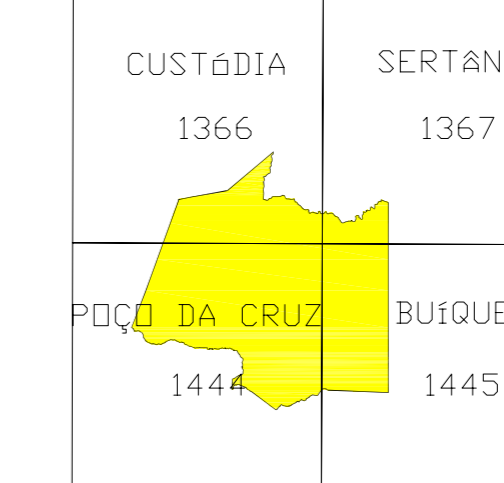 CUSTóDIA
SERTâN
1366
1367
POÇO DA CRUZ
BUíQUE
1444
1445